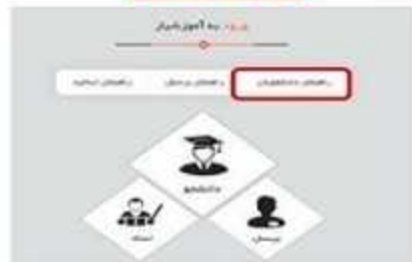 ورود به آموزشیار
راهنمای دانشجویان راهنمای پرسنل راهنمای اساتید
دانشجو
استاد پرسنل